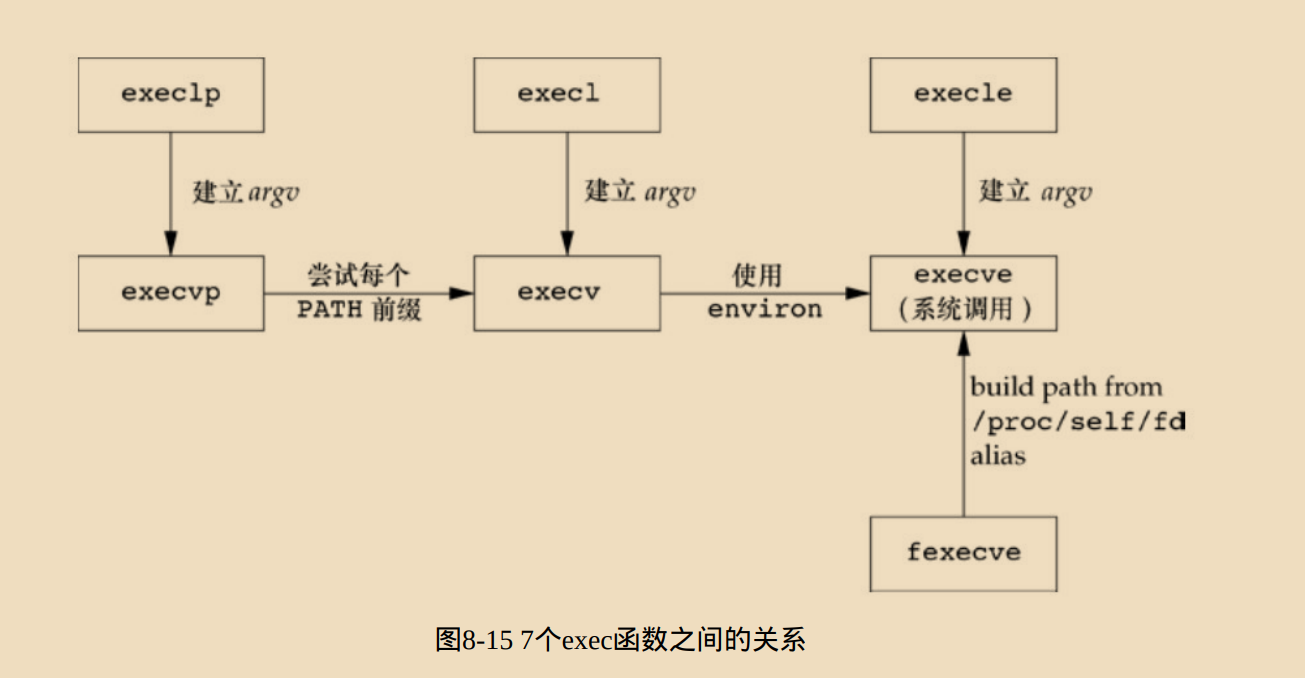 execlp
execl
execle
建立 argv
建立 argv
建立 argv
execvp
尝试每个
PATH 前缀
execv
使用
environ
execve
(系统调用 )
build path from
/proc/self/fd
alias
fexecve
图8-15 7个exec函数之间的关系